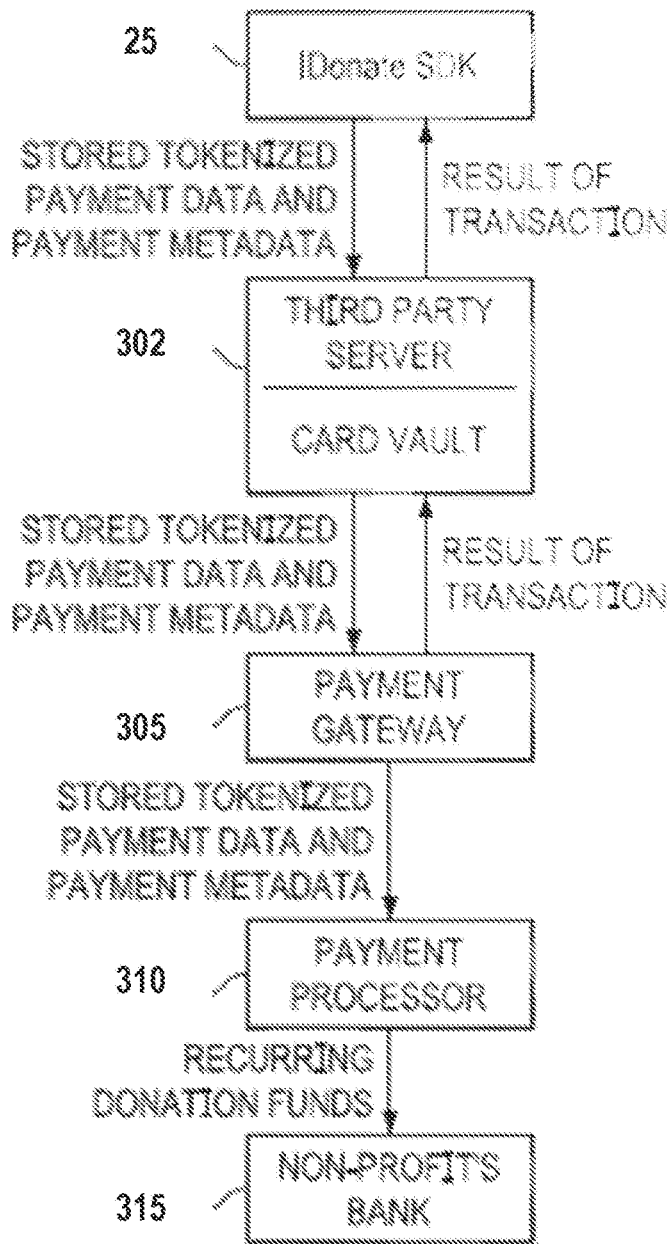 25
IDonate SDK
STORED TOKENIZED
PAYMENT DATA AND
PAYMENT METADATA
RESULT OF
TRANSACTION
302
THIRD PARTY
SERVER
CARD VAULT
STORED TOKENIZED
PAYMENT DATA AND
PAYMENT METADATA
RESULT OF
TRANSACTION
305
PAYMENT
GATEWAY
STORED TOKENIZED
PAYMENT DATA AND
PAYMENT METADATA
310
PAYMENT
PROCESSOR
RECURRING
DONATION FUNDS
315
NON-PROFIT'S
BANK